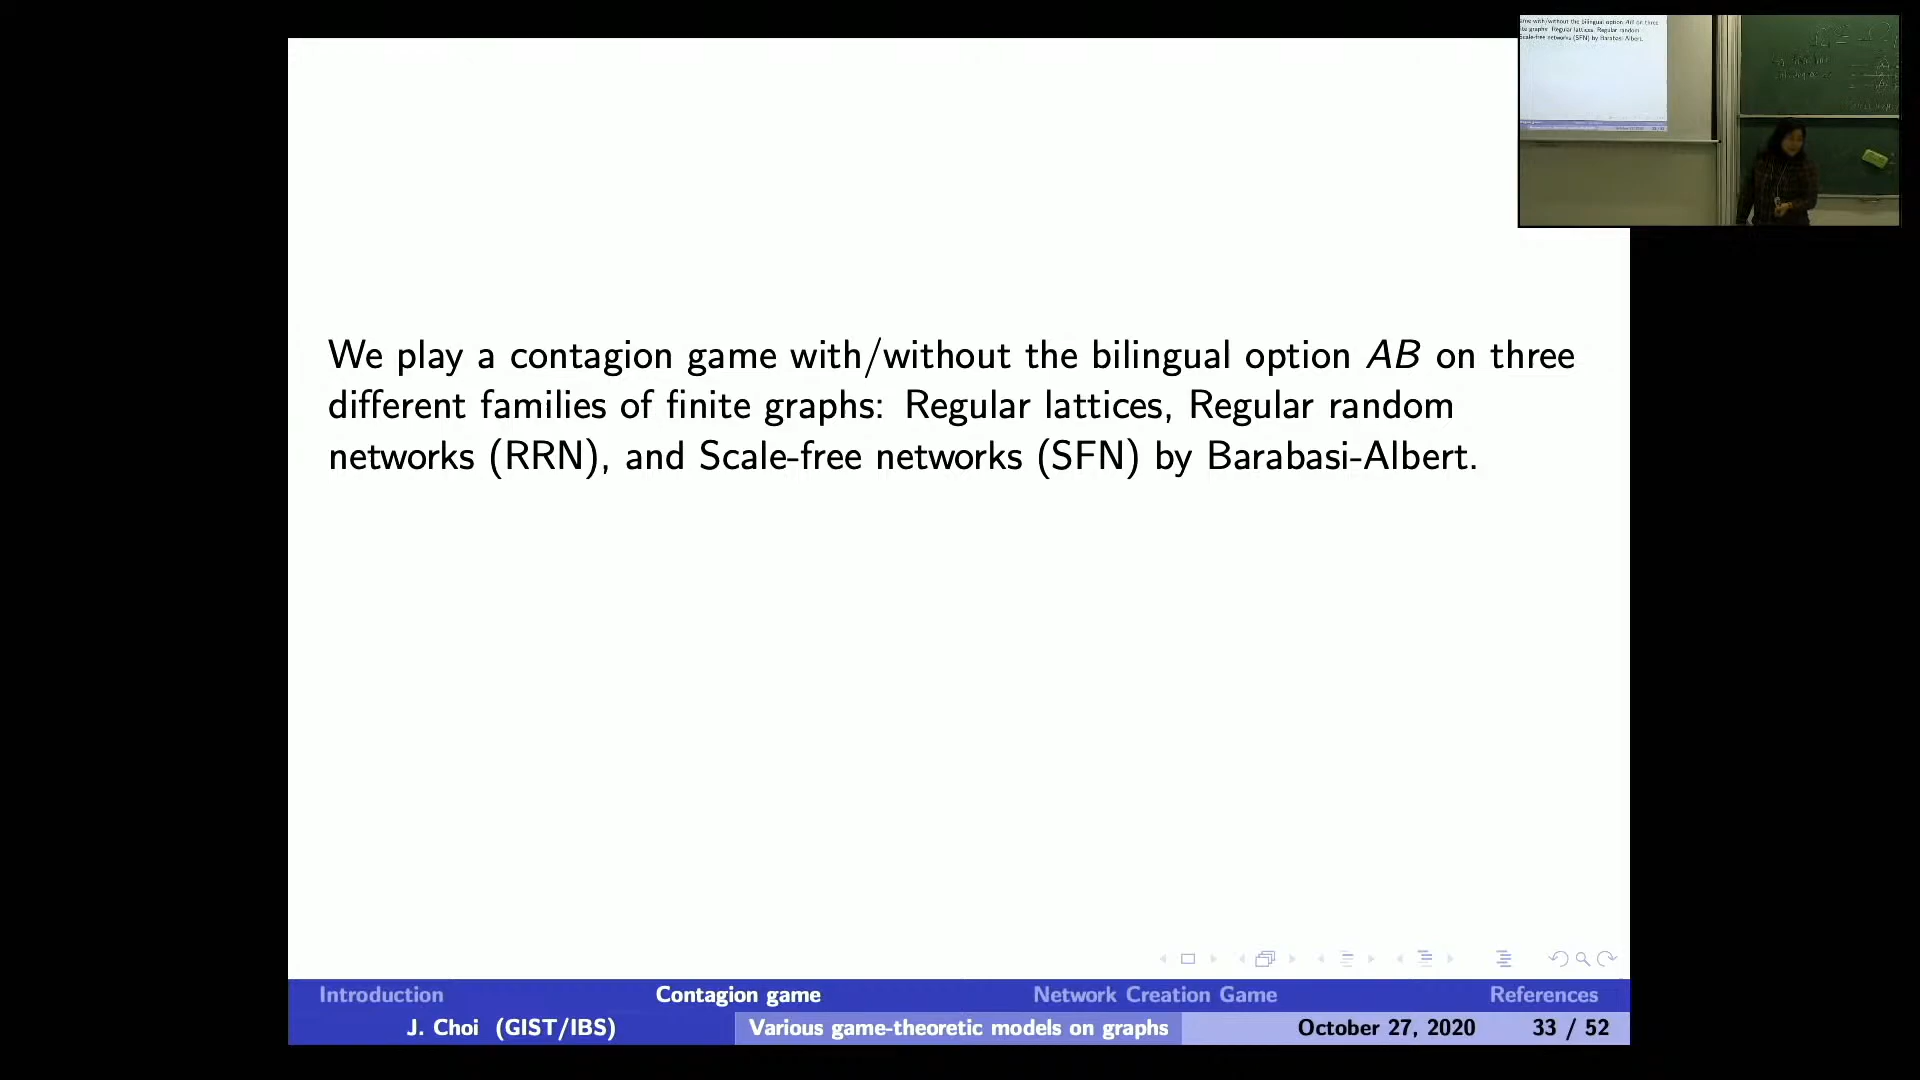 We play a contagion game with/without the bilingual option AB on three
different families of finite graphs: Regular lattices, Regular random
networks (RRN), and Scale-free networks (SFN) by Barabasi-Albert.
Introduction Contagion game Network Creation Game References
J. Choi (GIST/IBS) Various game-theoretic models on graphs October 27, 2020 33 / 52